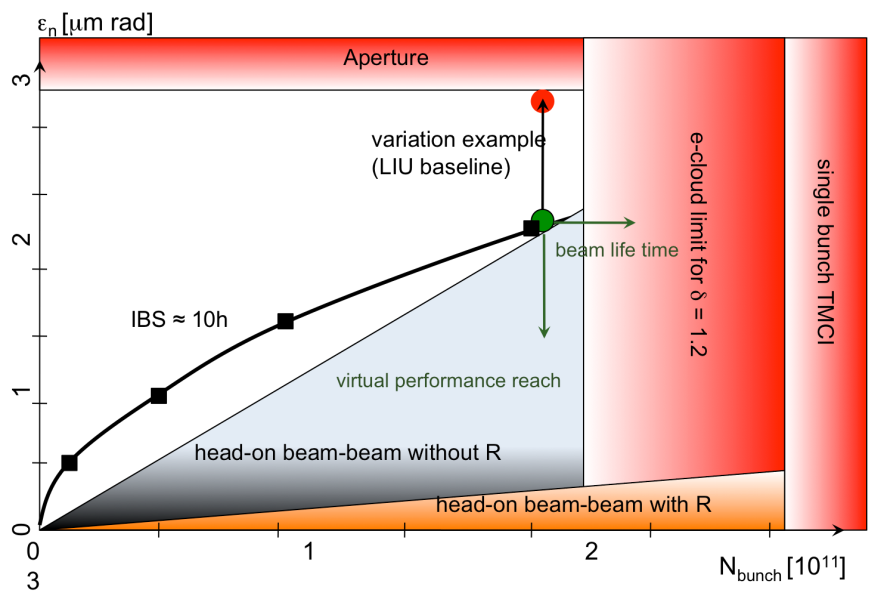 εn [μm rad]
Aperture
3
variation example
(LIU baseline)
2
beam life time
IBS ≈ 10h
virtual performance reach
1
head-on beam-beam without R
head-on beam-beam with R
e-cloud limit for δ = 1.2
single bunch TMCI
0
0 1 2
3
Nbunch [10¹¹]